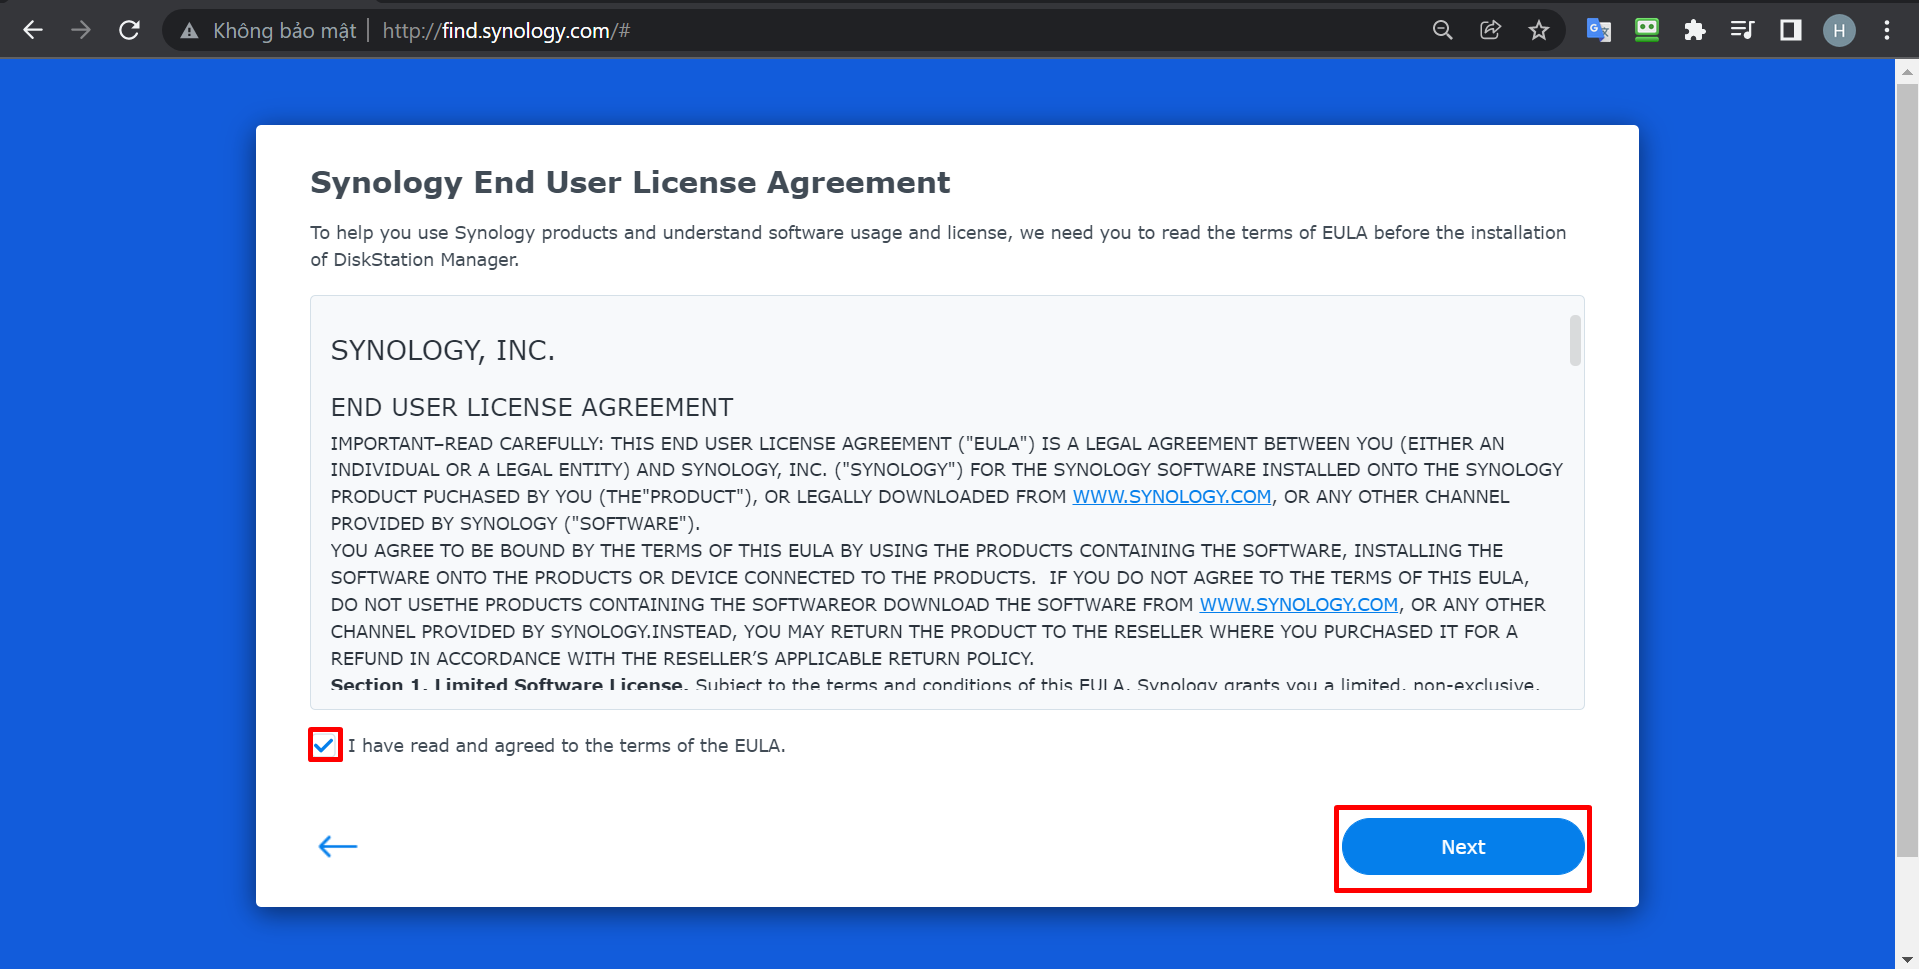 Không bảo mật | http://find.synology.com/#
H
Synology End User License Agreement
To help you use Synology products and understand software usage and license, we need you to read the terms of EULA before the installation
of DiskStation Manager.
SYNOLOGY, INC.
END USER LICENSE AGREEMENT
IMPORTANT–READ CAREFULLY: THIS END USER LICENSE AGREEMENT ("EULA") IS A LEGAL AGREEMENT BETWEEN YOU (EITHER AN
INDIVIDUAL OR A LEGAL ENTITY) AND SYNOLOGY, INC. ("SYNOLOGY") FOR THE SYNOLOGY SOFTWARE INSTALLED ONTO THE SYNOLOGY
PRODUCT PUCHASED BY YOU (THE"PRODUCT"), OR LEGALLY DOWNLOADED FROM WWW.SYNOLOGY.COM, OR ANY OTHER CHANNEL
PROVIDED BY SYNOLOGY ("SOFTWARE").
YOU AGREE TO BE BOUND BY THE TERMS OF THIS EULA BY USING THE PRODUCTS CONTAINING THE SOFTWARE, INSTALLING THE
SOFTWARE ONTO THE PRODUCTS OR DEVICE CONNECTED TO THE PRODUCTS.  IF YOU DO NOT AGREE TO THE TERMS OF THIS EULA,
DO NOT USETHE PRODUCTS CONTAINING THE SOFTWAREOR DOWNLOAD THE SOFTWARE FROM WWW.SYNOLOGY.COM, OR ANY OTHER
CHANNEL PROVIDED BY SYNOLOGY.INSTEAD, YOU MAY RETURN THE PRODUCT TO THE RESELLER WHERE YOU PURCHASED IT FOR A
REFUND IN ACCORDANCE WITH THE RESELLER’S APPLICABLE RETURN POLICY.
Section 1. Limited Software License. Subject to the terms and conditions of this EULA, Synology grants you a limited, non-exclusive,
I have read and agreed to the terms of the EULA.
Next